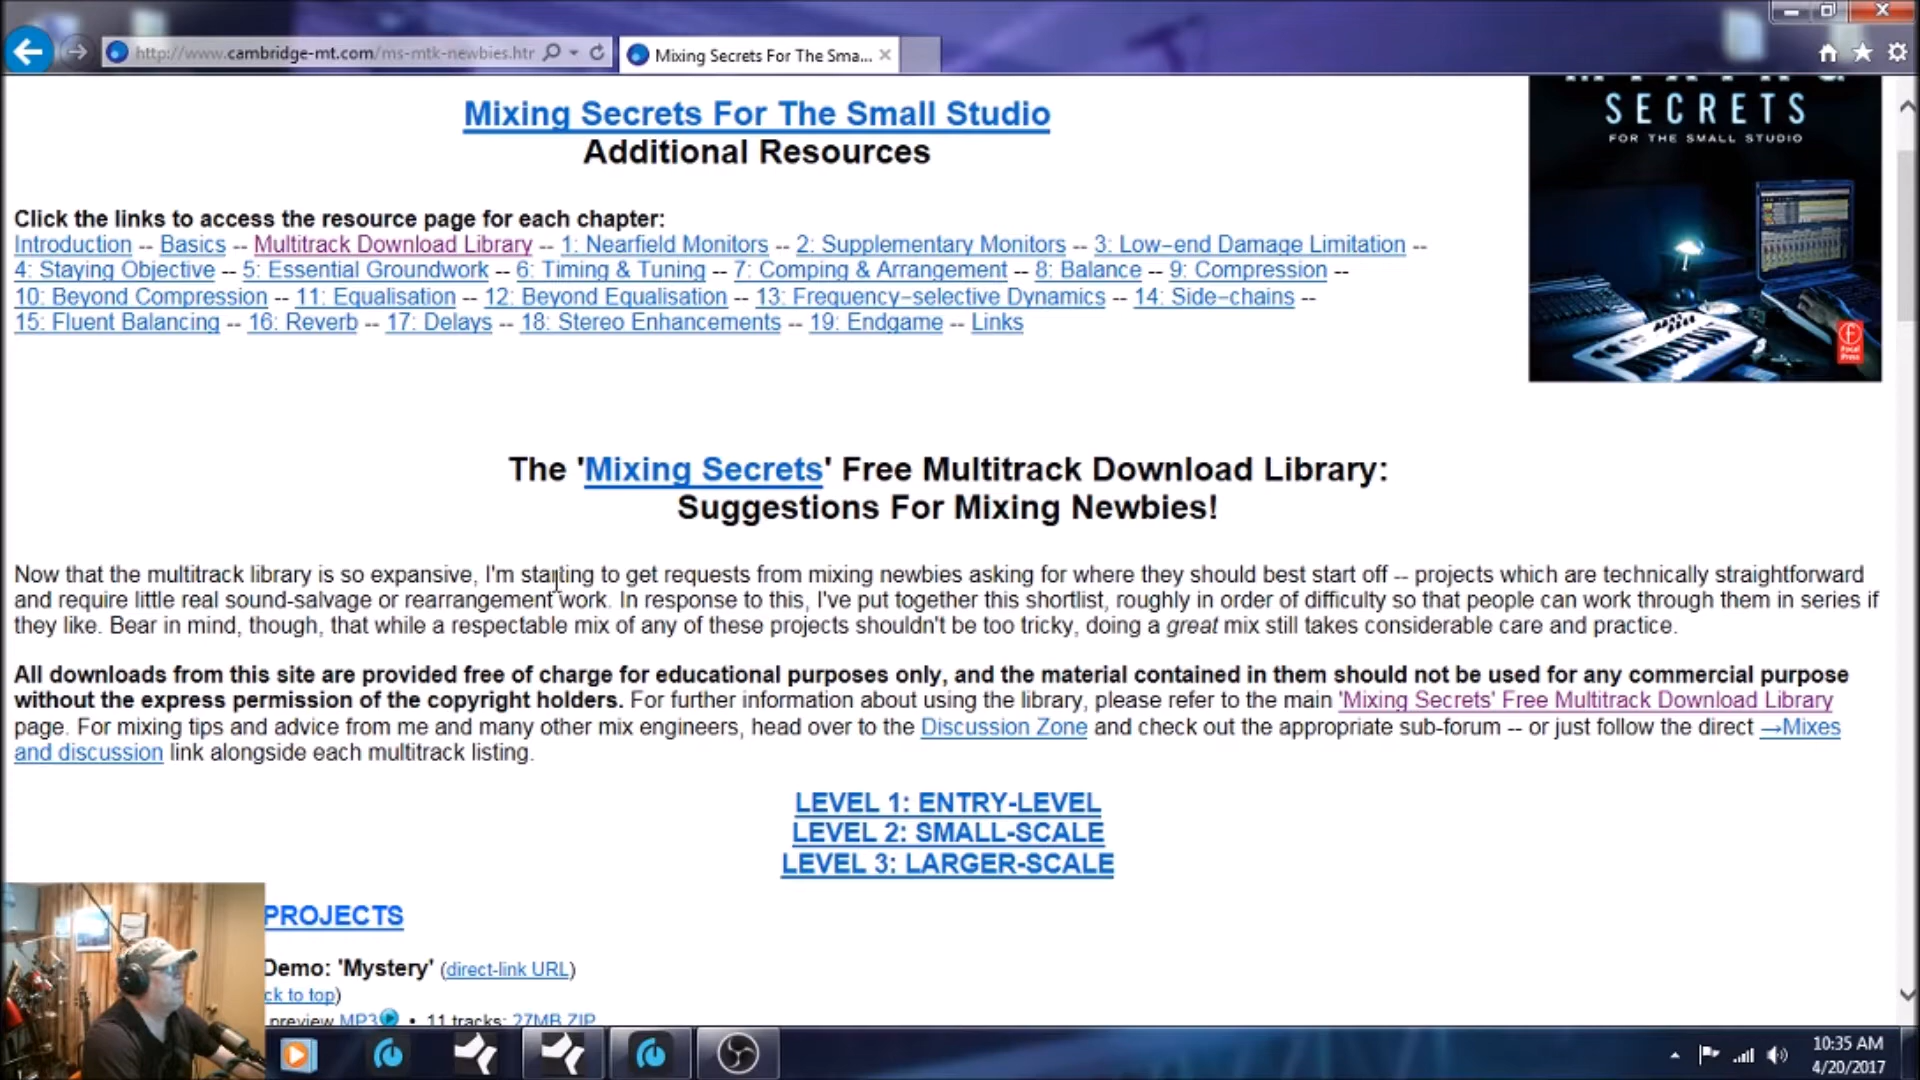 http://www.cambridge-mt.com/ms-mtk-newbies.htr
Mixing Secrets For The Sma...
Mixing Secrets For The Small Studio
Additional Resources
SECRETS
FOR THE SMALL STUDIO
Focal
Press
Click the links to access the resource page for each chapter:
Introduction -- Basics -- Multitrack Download Library -- 1: Nearfield Monitors -- 2: Supplementary Monitors -- 3: Low-end Damage Limitation --
4: Staying Objective -- 5: Essential Groundwork -- 6: Timing & Tuning -- 7: Comping & Arrangement -- 8: Balance -- 9: Compression --
10: Beyond Compression -- 11: Equalisation -- 12: Beyond Equalisation -- 13: Frequency-selective Dynamics -- 14: Side-chains --
15: Fluent Balancing -- 16: Reverb -- 17: Delays -- 18: Stereo Enhancements -- 19: Endgame -- Links
The 'Mixing Secrets' Free Multitrack Download Library:
Suggestions For Mixing Newbies!
Now that the multitrack library is so expansive, I'm starting to get requests from mixing newbies asking for where they should best start off -- projects which are technically straightforward
and require little real sound-salvage or rearrangement work. In response to this, I've put together this shortlist, roughly in order of difficulty so that people can work through them in series if
they like. Bear in mind, though, that while a respectable mix of any of these projects shouldn't be too tricky, doing a great mix still takes considerable care and practice.
All downloads from this site are provided free of charge for educational purposes only, and the material contained in them should not be used for any commercial purpose
without the express permission of the copyright holders. For further information about using the library, please refer to the main 'Mixing Secrets' Free Multitrack Download Library
page. For mixing tips and advice from me and many other mix engineers, head over to the Discussion Zone and check out the appropriate sub-forum -- or just follow the direct →Mixes
and discussion link alongside each multitrack listing.
LEVEL 1: ENTRY-LEVEL
LEVEL 2: SMALL-SCALE
LEVEL 3: LARGER-SCALE
PROJECTS
Demo: 'Mystery' (direct-link URL)
ck to top)
preview MP3 • 11 tracks: 27MB ZIP
10:35 AM
4/20/2017